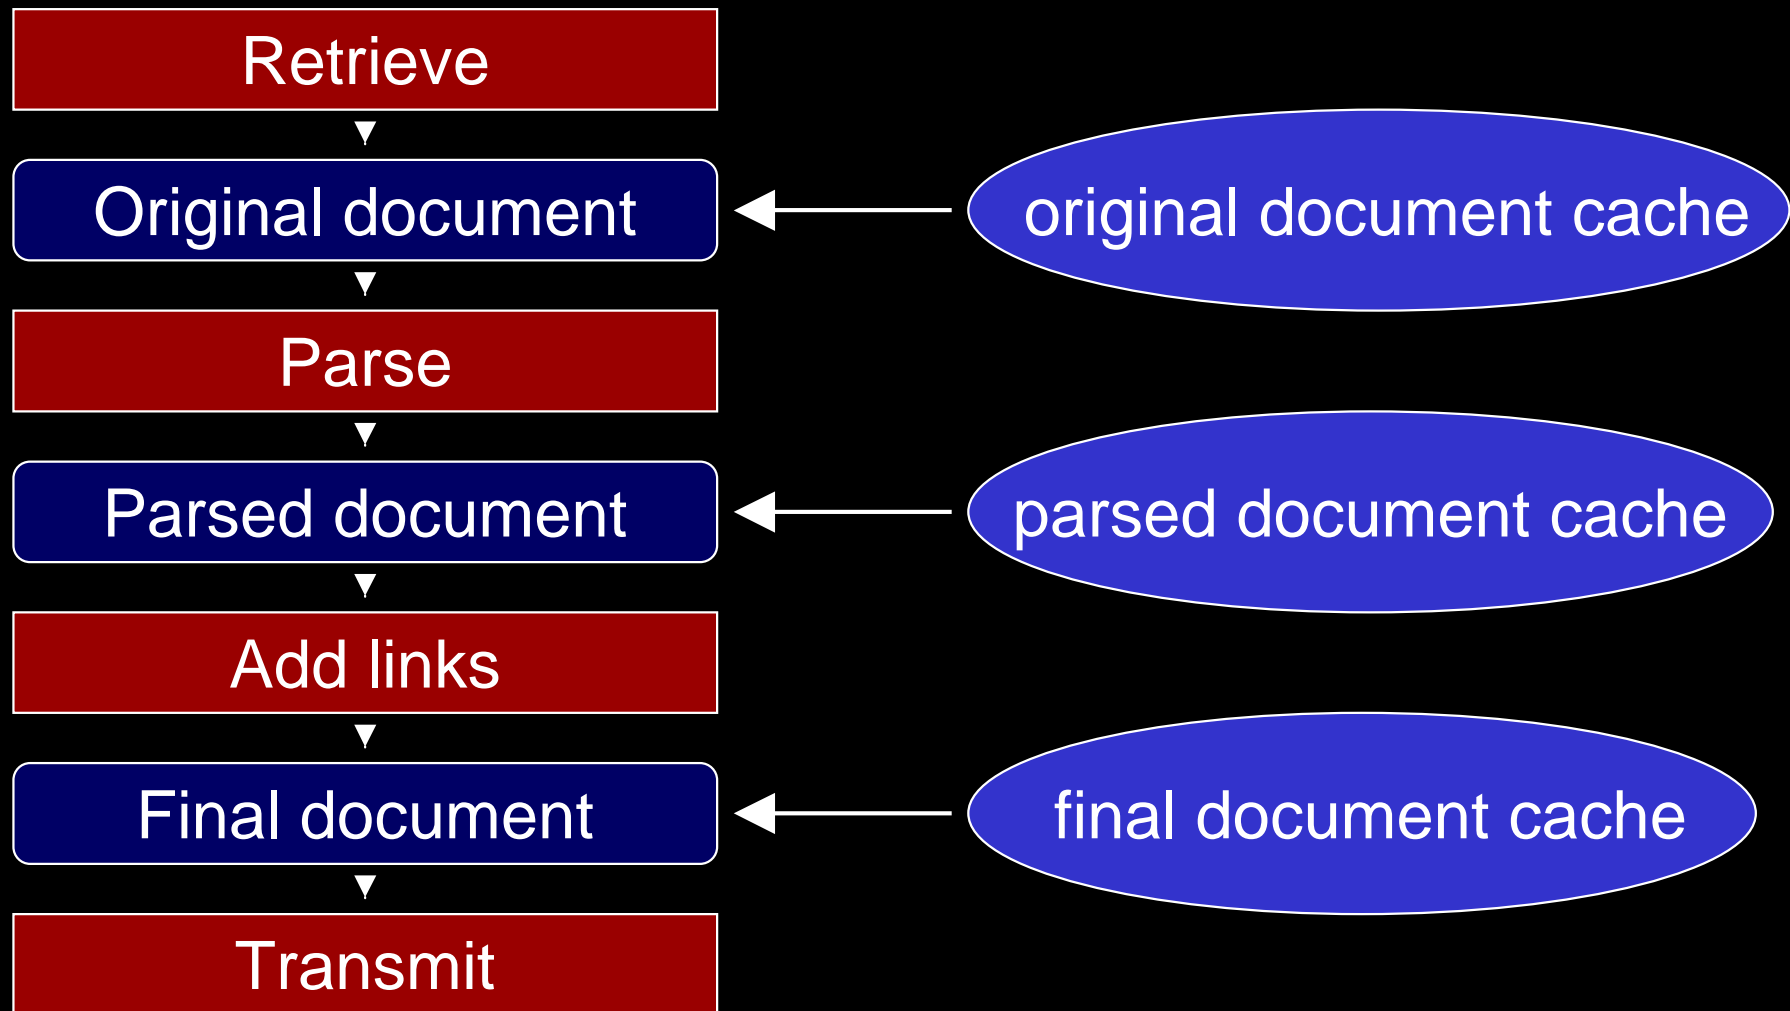 Retrieve
Original document
original document cache
Parse
Parsed document
parsed document cache
Add links
Final document
final document cache
Transmit